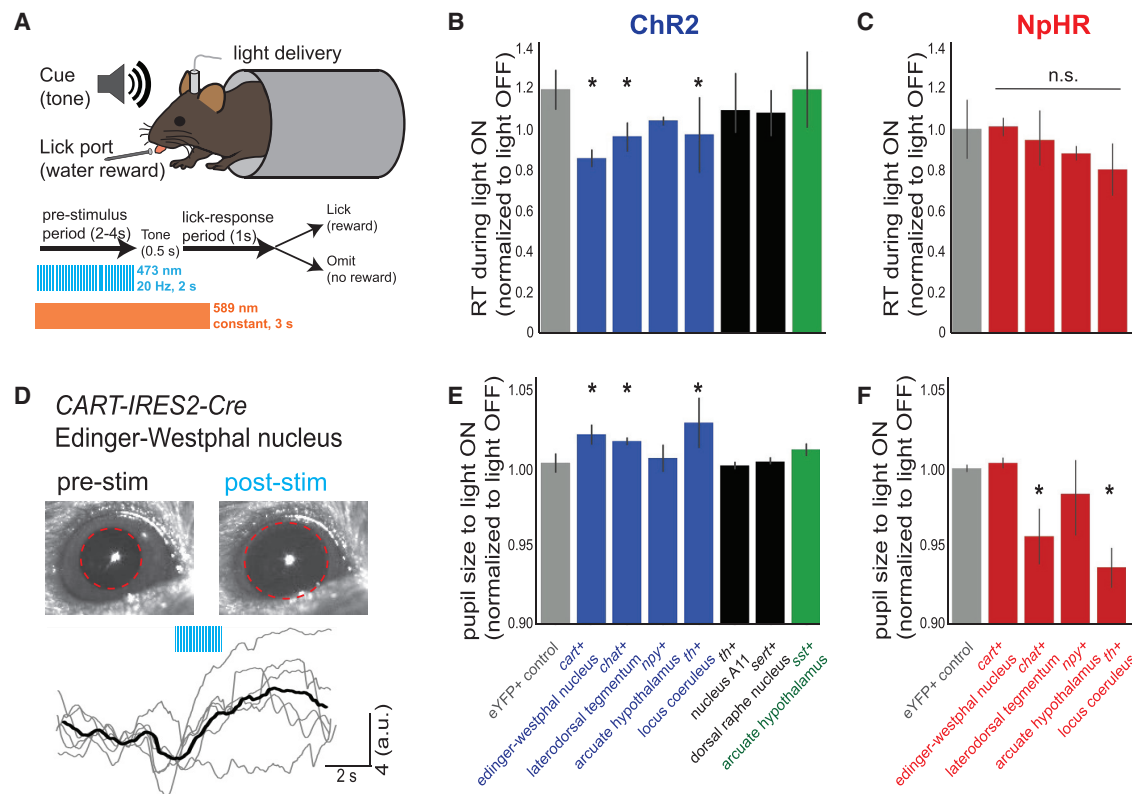 A
light delivery
Cue
(tone)
Lick port
(water reward)
pre-stimulus
period (2-4s)
Tone
(0.5 s)
lick-response
period (1s)
Lick
(reward)
Omit
(no reward)
473 nm
20 Hz, 2 s
589 nm
constant, 3 s
B
ChR2
RT during light ON
(normalized to light OFF)
1.4
1.2
1.0
0.8
0.6
0.4
0.2
0
*
*
*
C
NpHR
RT during light ON
(normalized to light OFF)
1.4
1.2
1.0
0.8
0.6
0.4
0.2
0
n.s.
D
CART-IRES2-Cre
Edinger-Westphal nucleus
pre-stim
post-stim
2 s
4 (a.u.)
E
pupil size to light ON
(normalized to light OFF)
1.05
1.00
0.95
0.90
*
*
*
eYFP+ control
cart+
edinger-westphal nucleus
chat+
laterodorsal tegmentum
npy+
arcuate hypothalamus
th+
locus coeruleus
th+
nucleus A11
sert+
dorsal raphe nucleus
sst+
arcuate hypothalamus
F
pupil size to light ON
(normalized to light OFF)
1.05
1.00
0.95
0.90
*
*
eYFP+ control
cart+
edinger-westphal nucleus
chat+
laterodorsal tegmentum
npy+
arcuate hypothalamus
th+
locus coeruleus